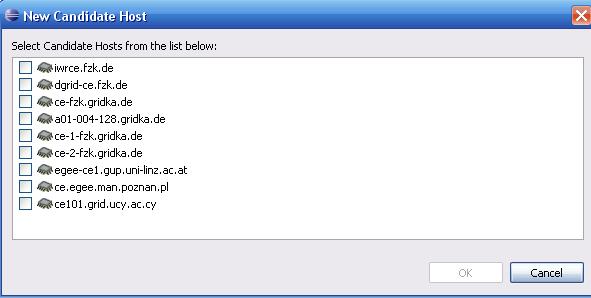 New Candidate Host
Select Candidate Hosts from the list below:
iwrce.fzk.de
dgrid-ce.fzk.de
ce-fzk.gridka.de
a01-004-128.gridka.de
ce-1-fzk.gridka.de
ce-2-fzk.gridka.de
egee-ce1.gup.uni-linz.ac.at
ce.egee.man.poznan.pl
ce101.grid.ucy.ac.cy
OK Cancel